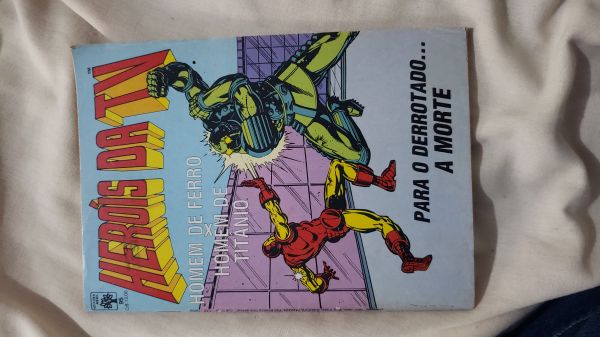 HERÓIS DA TV
HOMEM DE FERRO
X
HOMEM DE
TITÂNIO
PARA O DERROTADO...
A MORTE